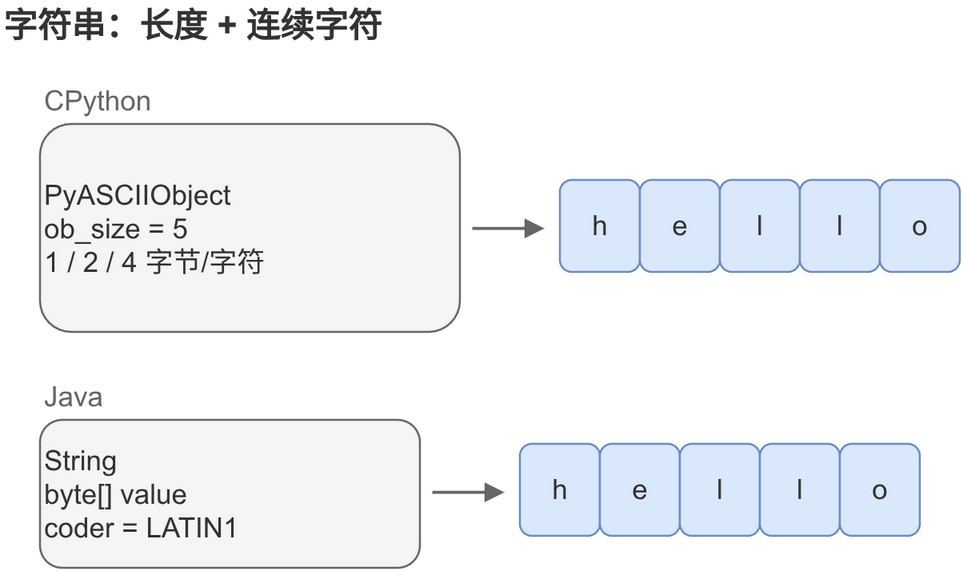 字符串：长度 + 连续字符
CPython
PyASCIIObject
ob_size = 5
1 / 2 / 4 字节/字符
h e l l o
Java
String
byte[] value
coder = LATIN1
h e l l o